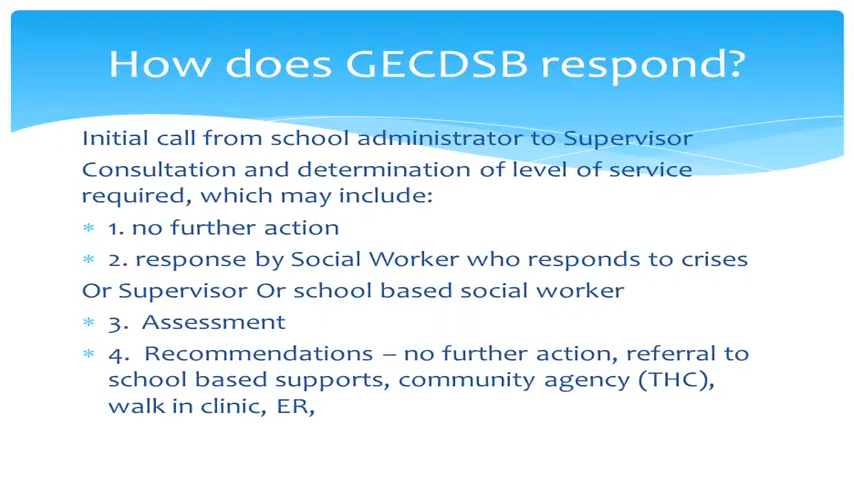 How does GECDSB respond?
Initial call from school administrator to Supervisor
Consultation and determination of level of service
required, which may include:
* 1. no further action
* 2. response by Social Worker who responds to crises
Or Supervisor Or school based social worker
* 3. Assessment
* 4. Recommendations – no further action, referral to
school based supports, community agency (THC),
walk in clinic, ER,